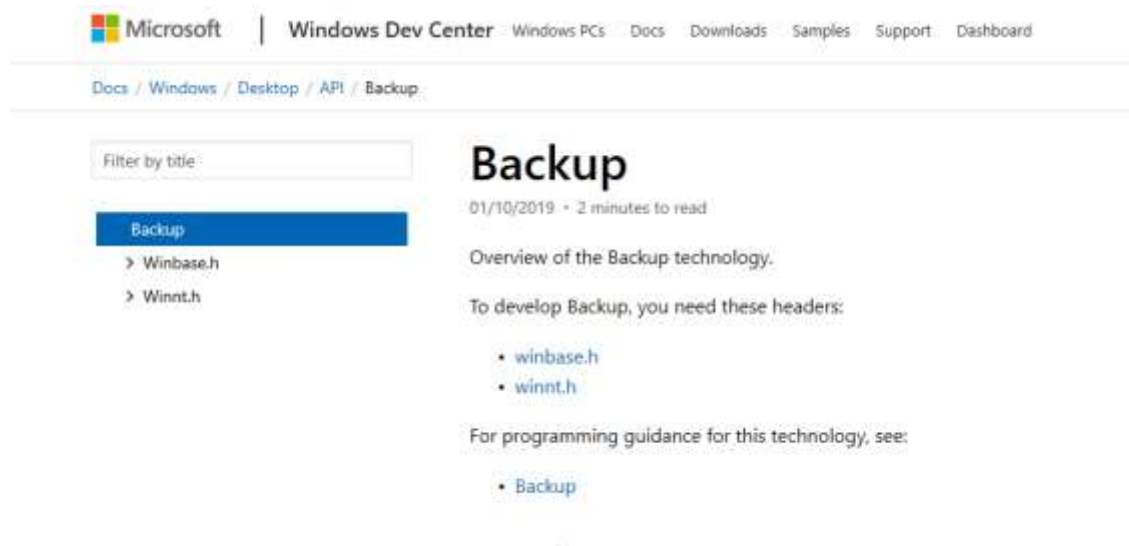 Microsoft | Windows Dev Center Windows PCs Docs Downloads Samples Support Dashboard
Docs / Windows / Desktop / API / Backup
Filter by title
Backup
> Winbase.h
> Winnt.h
Backup
01/10/2019 • 2 minutes to read
Overview of the Backup technology.
To develop Backup, you need these headers:
• winbase.h
• winnt.h
For programming guidance for this technology, see:
• Backup